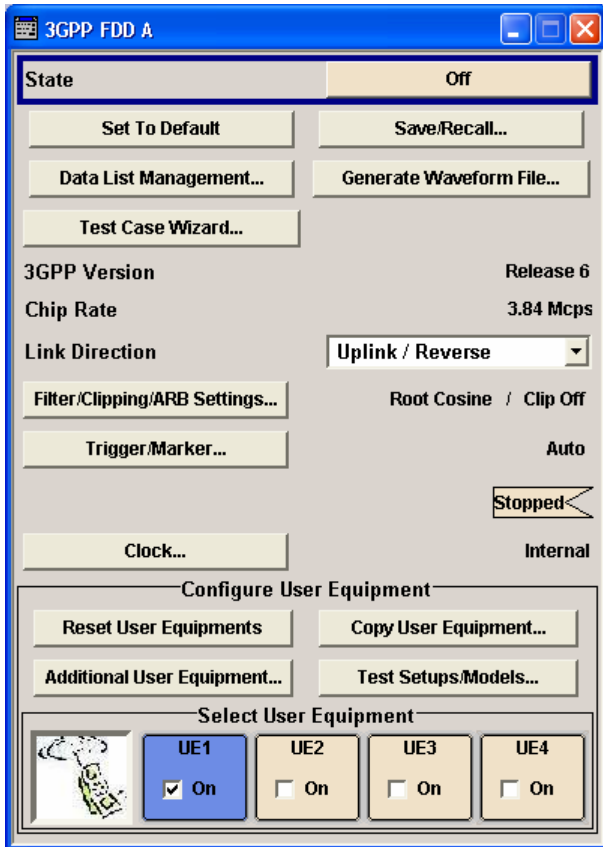 3GPP FDD A
State Off
Set To Default Save/Recall...
Data List Management... Generate Waveform File...
Test Case Wizard...
3GPP Version Release 6
Chip Rate 3.84 Mcps
Link Direction Uplink / Reverse
Filter/Clipping/ARB Settings... Root Cosine / Clip Off
Trigger/Marker... Auto
Stopped
Clock... Internal
Configure User Equipment
Reset User Equipments Copy User Equipment...
Additional User Equipment... Test Setups/Models...
Select User Equipment
UE1 UE2 UE3 UE4
On On On On